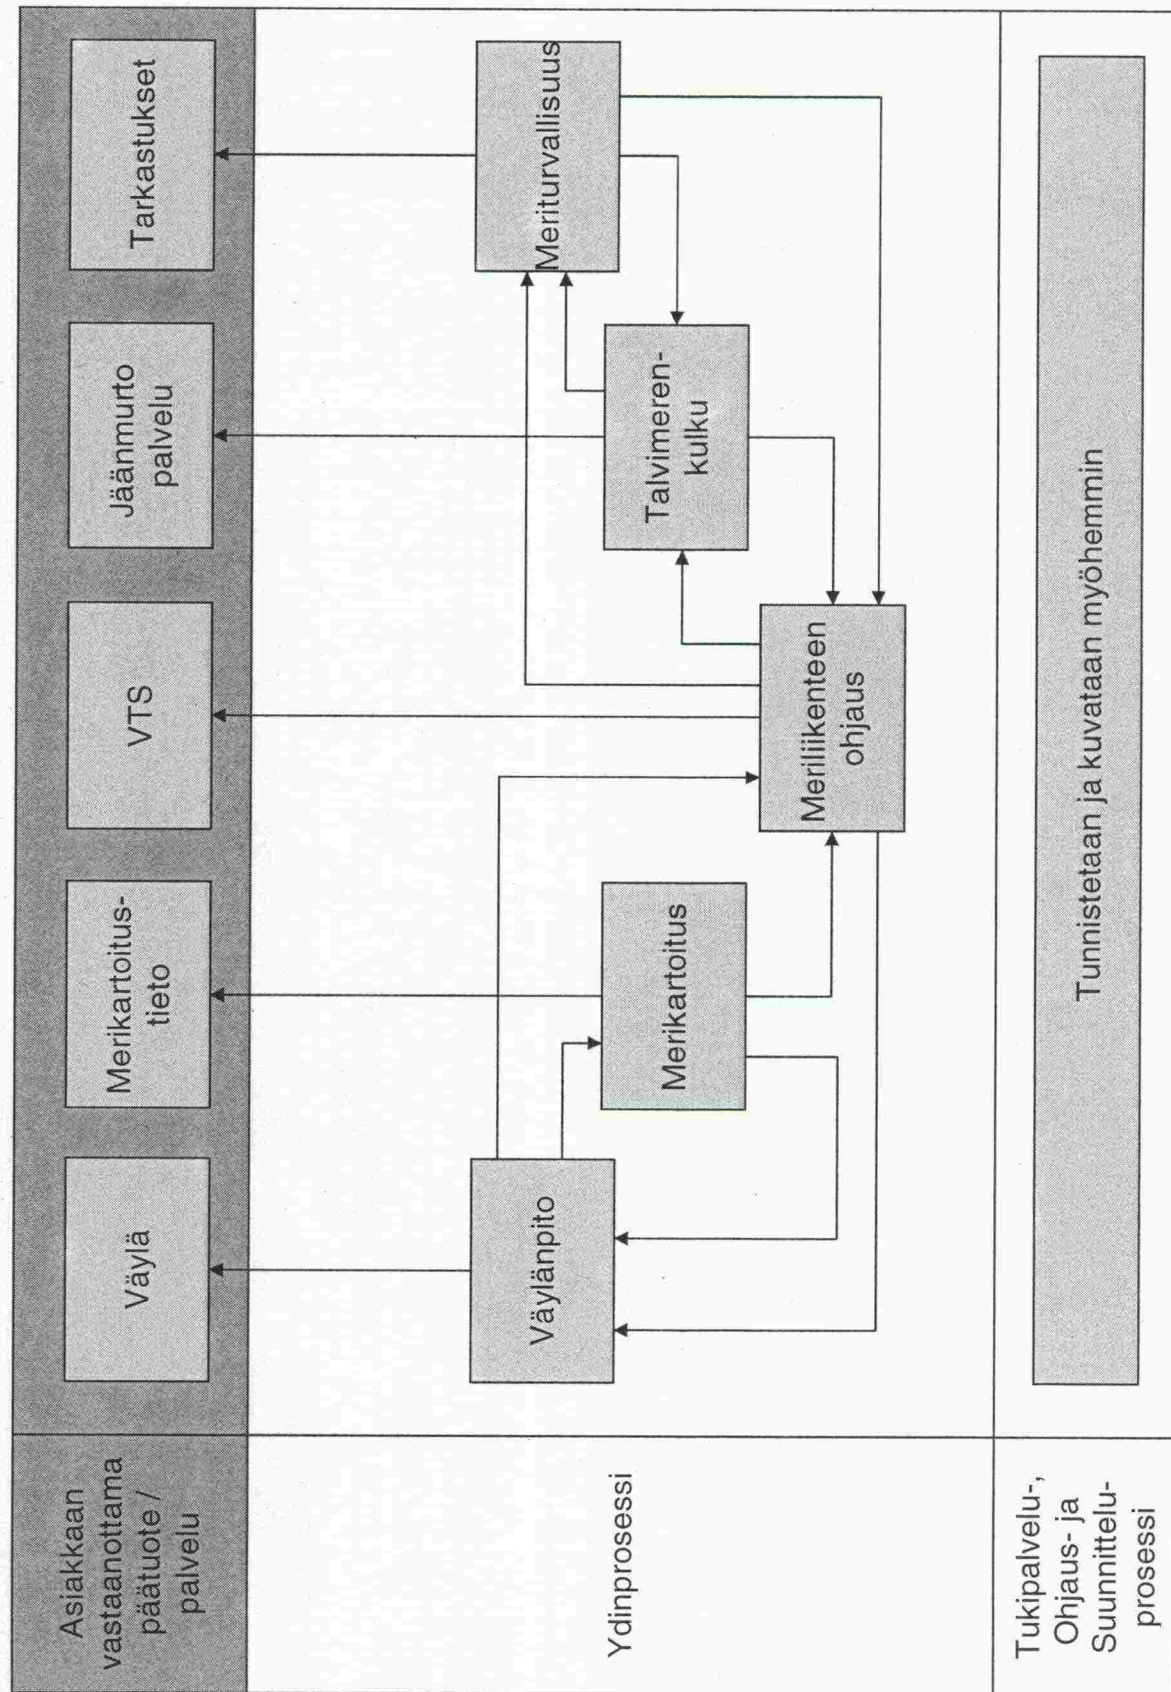 Asiakkaan
vastaanottama
päätuote /
palvelu
Väylä
Merikartoitus-
tieto
VTS
Jäänmurto
palvelu
Tarkastukset
Ydinprosessi
Väylänpito
Merikartoitus
Meriliikenteen
ohjaus
Talvimeren-
kulku
Meriturvallisuus
Tukipalvelu-,
Ohjaus- ja
Suunnittelu-
prosessi
Tunnistetaan ja kuvataan myöhemmin